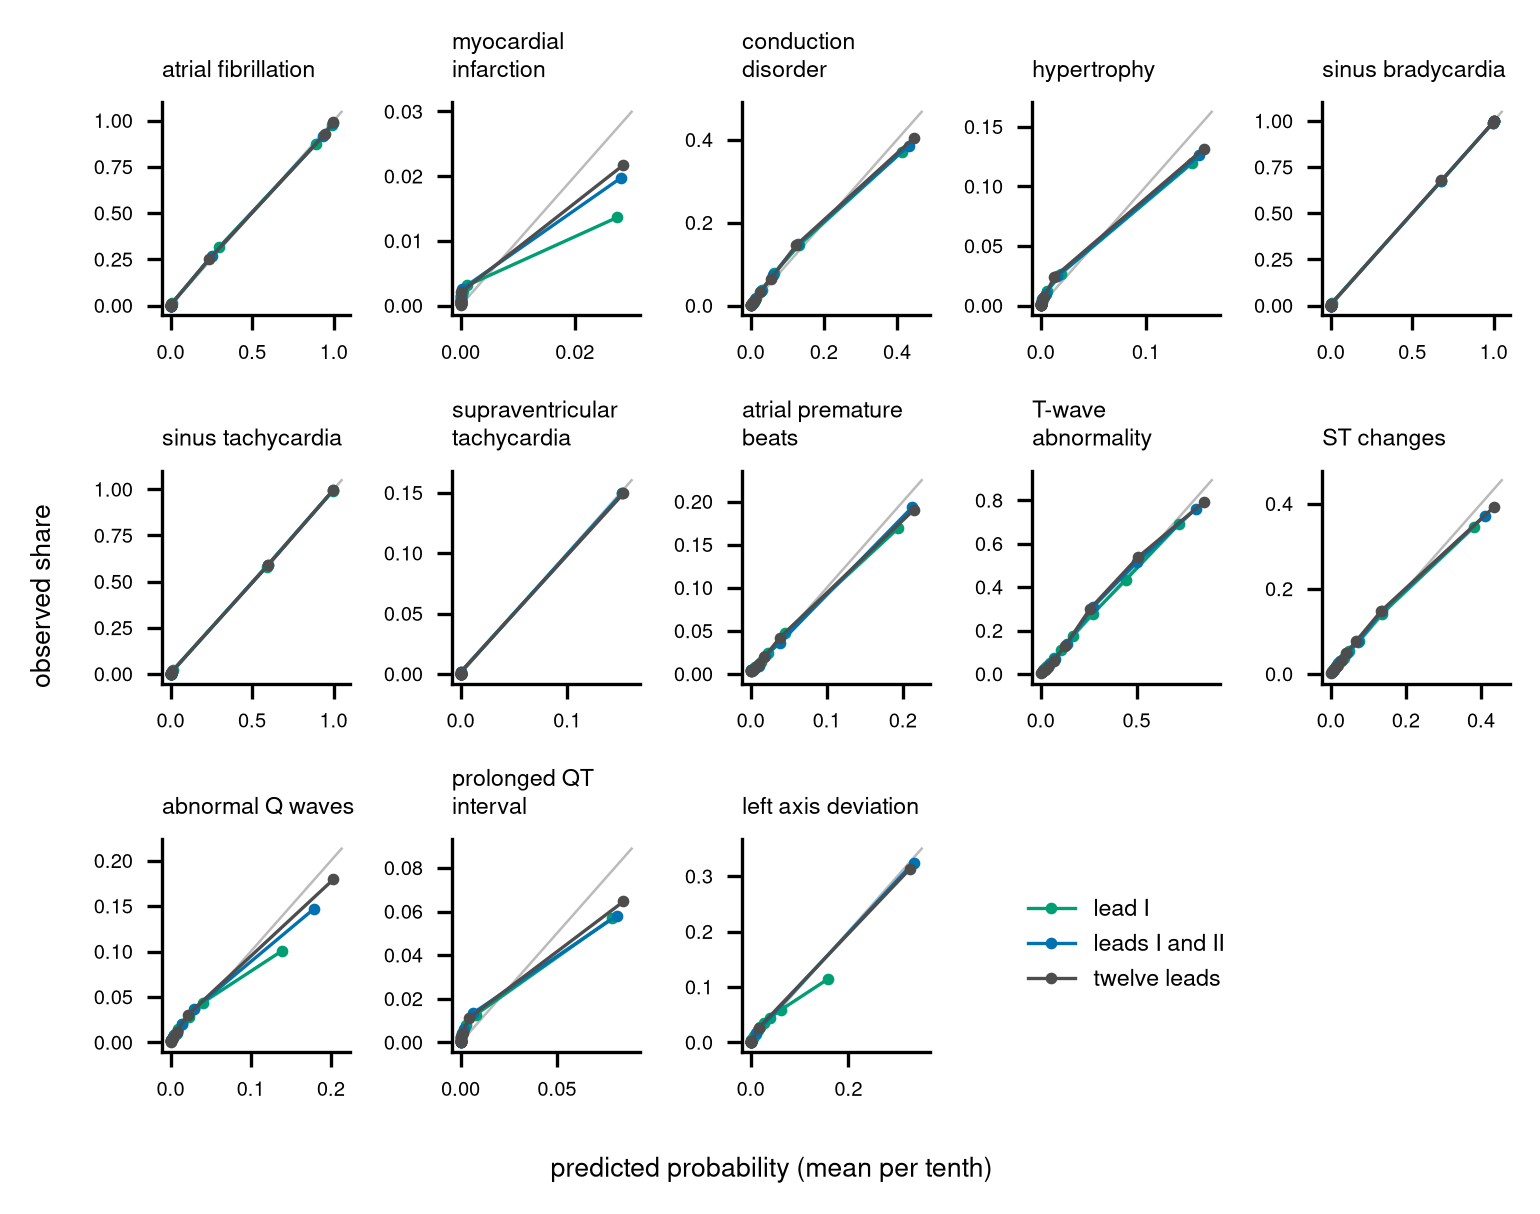 myocardial
conduction
atrial fibrillation
infarction
disorder
hypertrophy
sinus bradycardia
1.00
0.75
0.50
0.25
0.00
0.0 0.5 1.0
0.03
0.02
0.01
0.00
0.00 0.02
0.4
0.2
0.0
0.0 0.2 0.4
0.15
0.10
0.05
0.00
0.0 0.1
1.00
0.75
0.50
0.25
0.00
0.0 0.5 1.0
observed share
supraventricular
atrial premature
T-wave
sinus tachycardia
tachycardia
beats
abnormality
ST changes
1.00
0.75
0.50
0.25
0.00
0.0 0.5 1.0
0.15
0.10
0.05
0.00
0.0 0.1
0.20
0.15
0.10
0.05
0.00
0.0 0.1 0.2
0.8
0.6
0.4
0.2
0.0
0.0 0.5
0.4
0.2
0.0
0.0 0.2 0.4
prolonged QT
abnormal Q waves
interval
left axis deviation
0.20
0.15
0.10
0.05
0.00
0.0 0.1 0.2
0.08
0.06
0.04
0.02
0.00
0.00 0.05
0.3
0.2
0.1
0.0
0.0 0.2
lead I
leads I and II
twelve leads
predicted probability (mean per tenth)